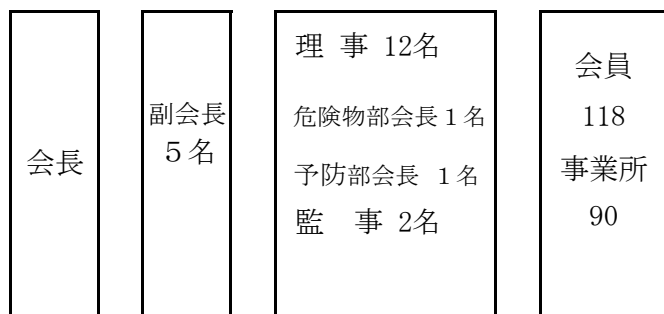 会長
副会長
５名
理 事 12名
危険物部会長１名
予防部会長 １名
監 事 2名
会員
118
事業所
90